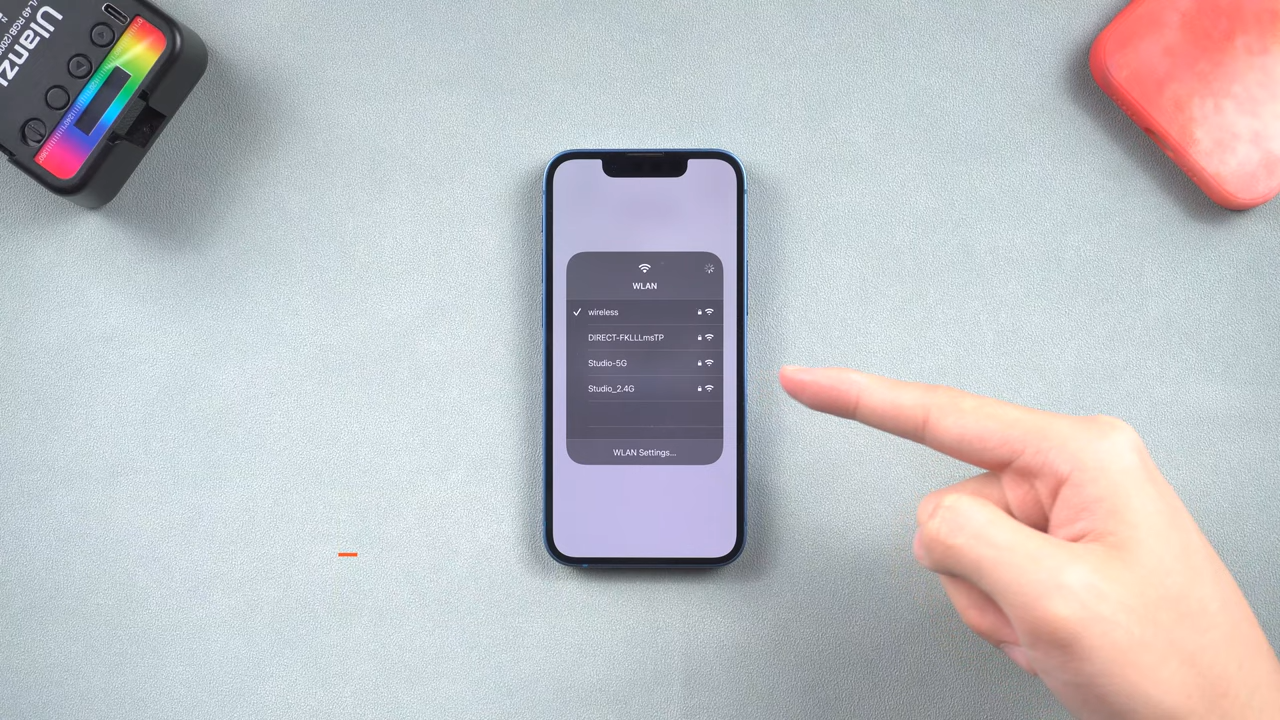 Ulanzi
WLAN
wireless
DIRECT-FKLLLmsTP
Studio-5G
Studio_2.4G
WLAN Settings...